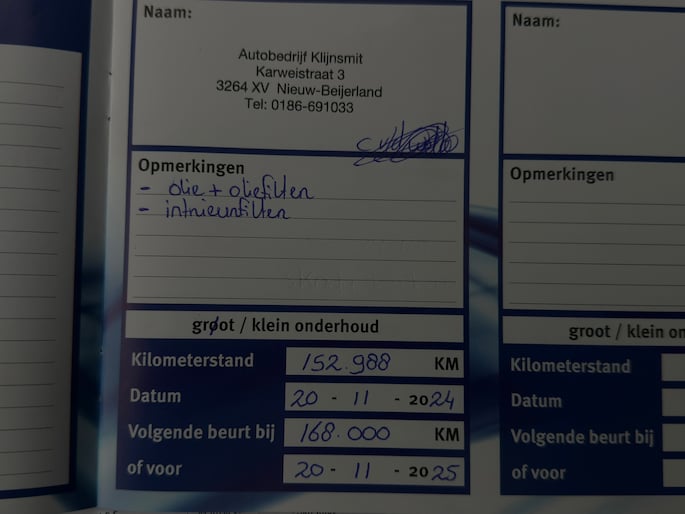 Naam:
Autobedrijf Klijnsmit
Karweistraat 3
3264 XV Nieuw-Beijerland
Tel: 0186-691033
Opmerkingen
- olie + oliefilter
- intrieurfilter
groot / klein onderhoud
Kilometerstand 152.988 KM
Datum 20 - 11 - 2024
Volgende beurt bij 168.000 KM
of voor 20 - 11 - 2025
Naam:
Opmerkingen
groot / klein on
Kilometerstand
Datum
Volgende beurt bij
of voor